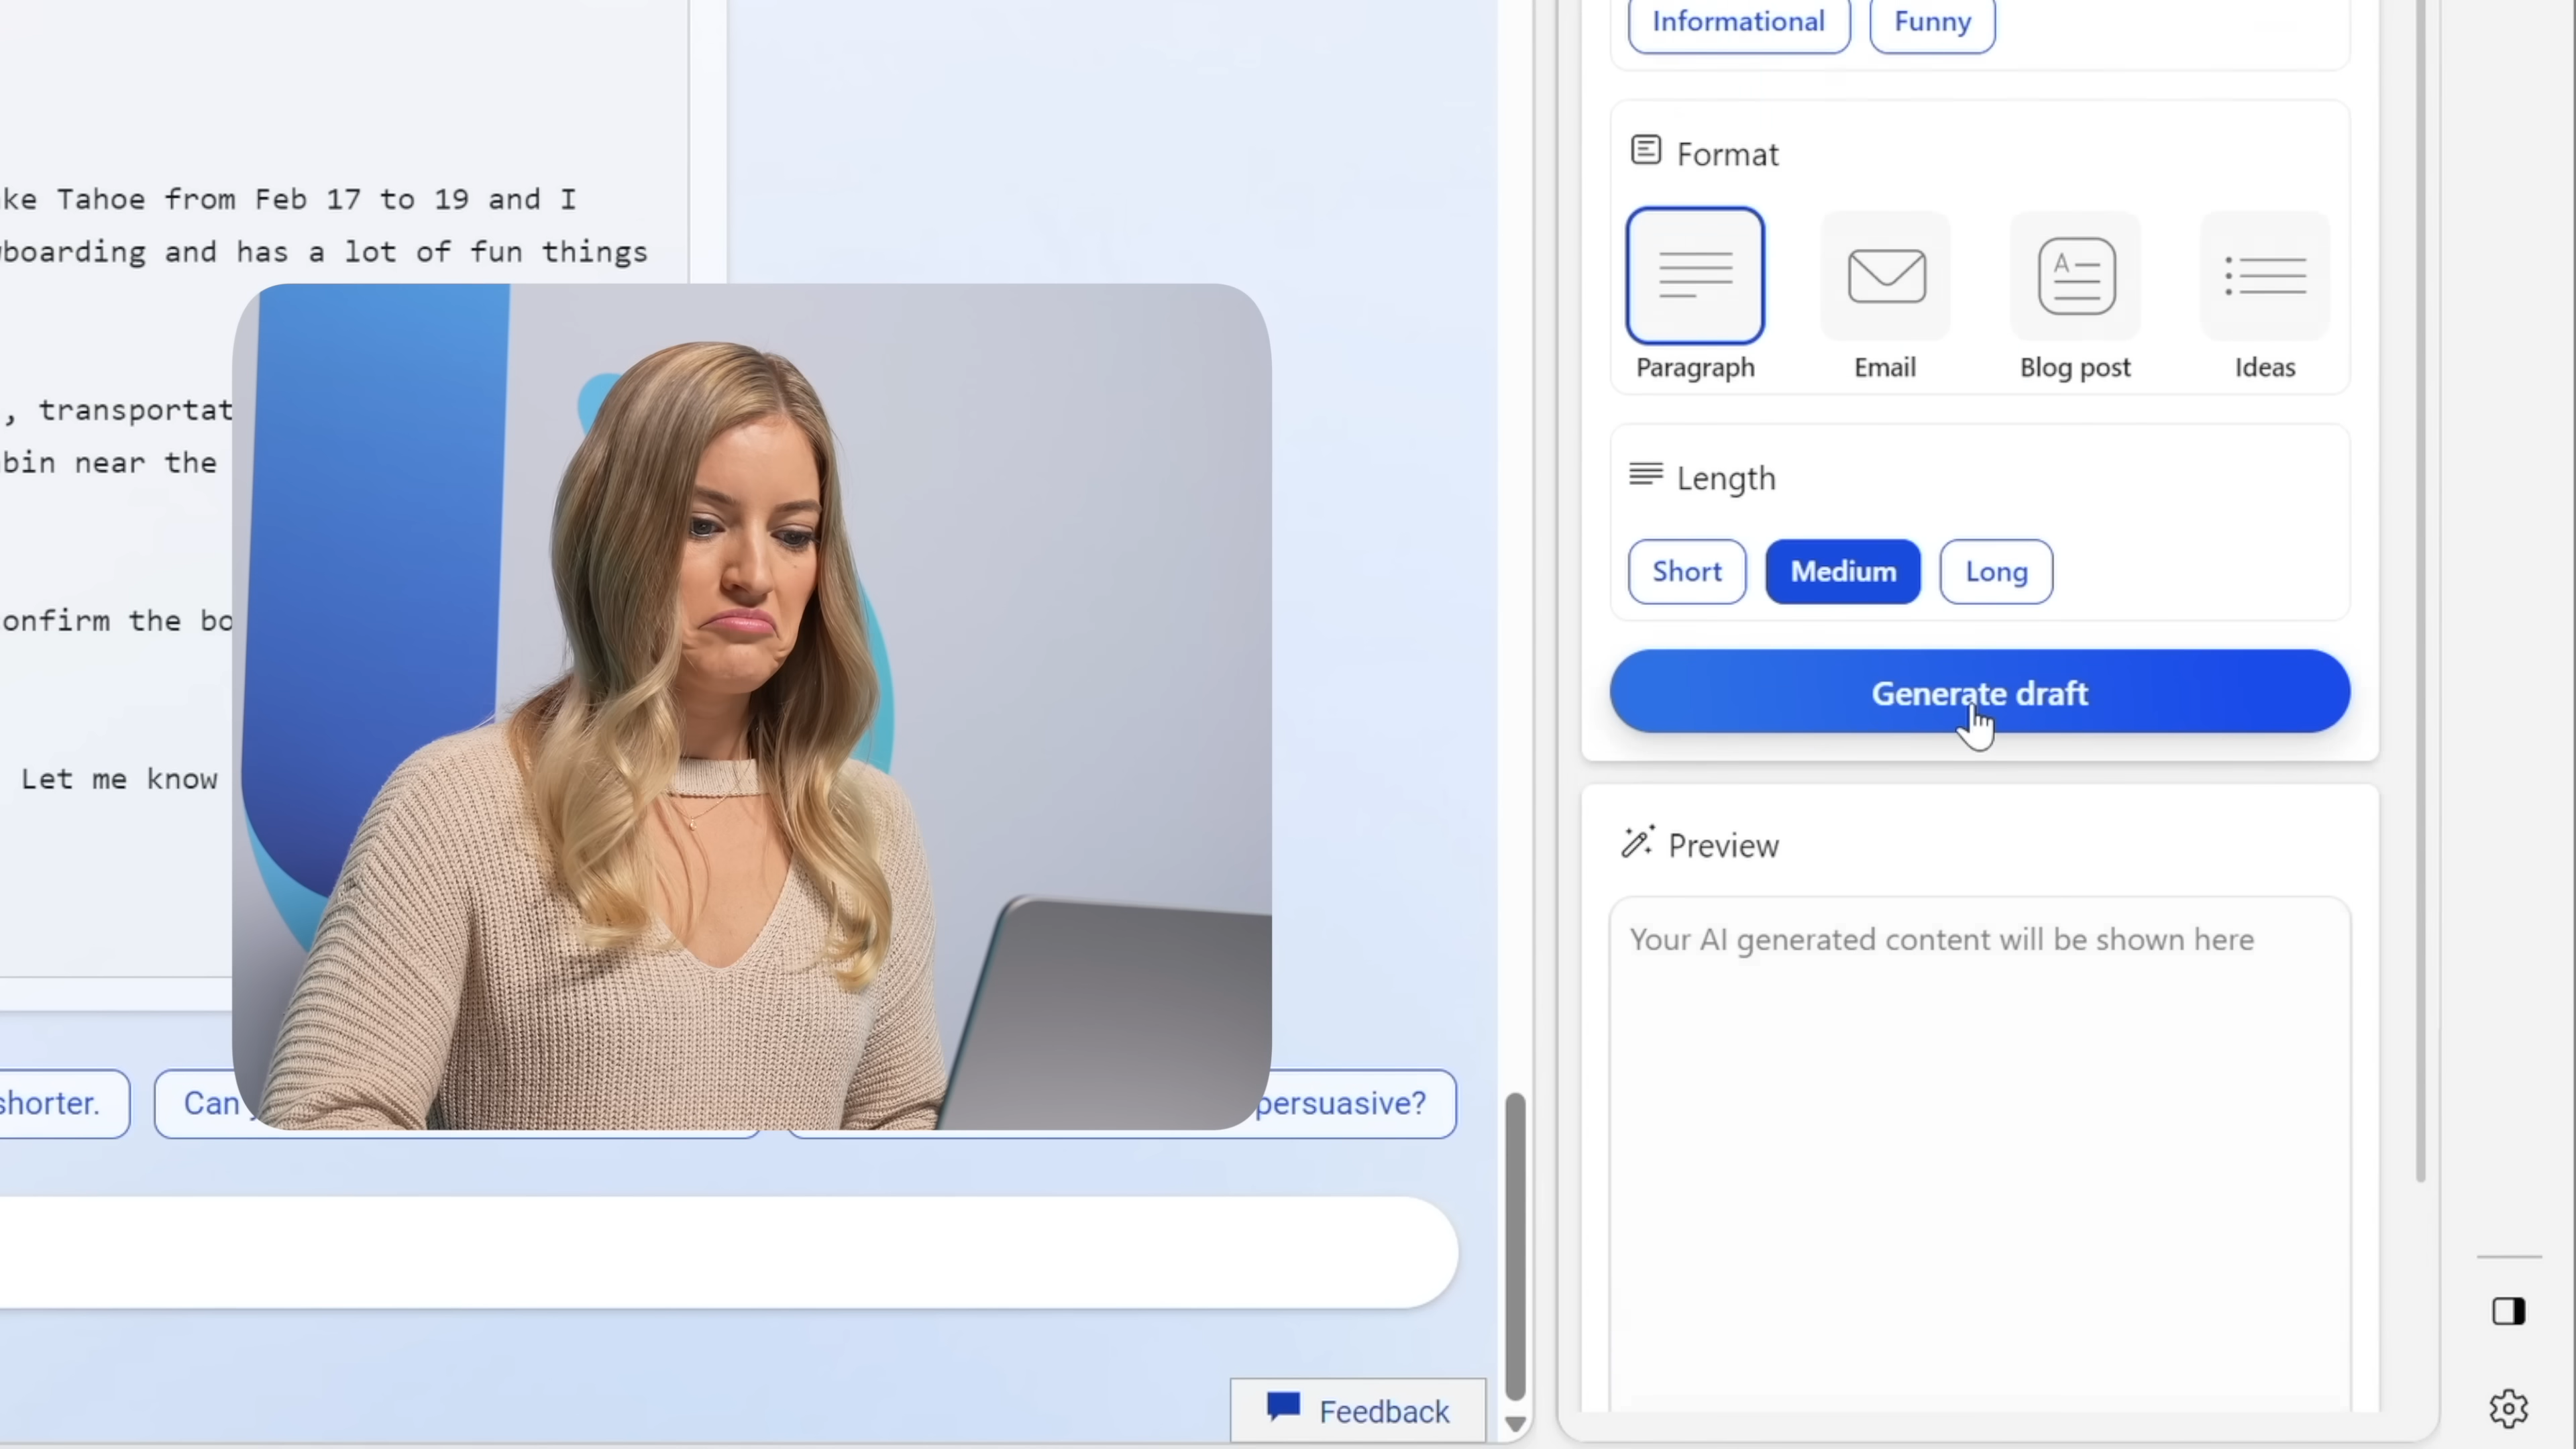 ke Tahoe from Feb 17 to 19 and I
boarding and has a lot of fun things
, transportat
bin near the
onfirm the bo
Let me know
shorter.
Can
persuasive?
Feedback
Informational
Funny
Format
Paragraph
Email
Blog post
Ideas
Length
Short
Medium
Long
Generate draft
Preview
Your AI generated content will be shown here